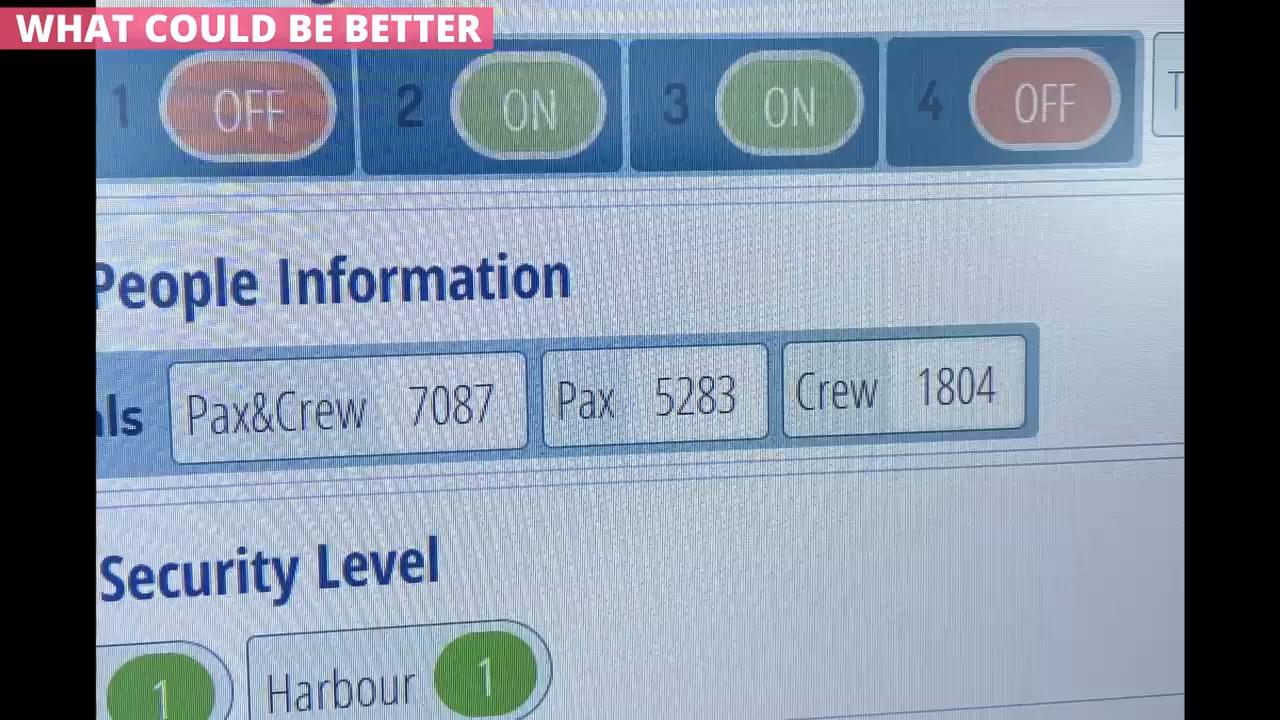 WHAT COULD BE BETTER
1 OFF 2 ON 3 ON 4 OFF
People Information
Pax&Crew 7087 Pax 5283 Crew 1804
Security Level
1 Harbour 1